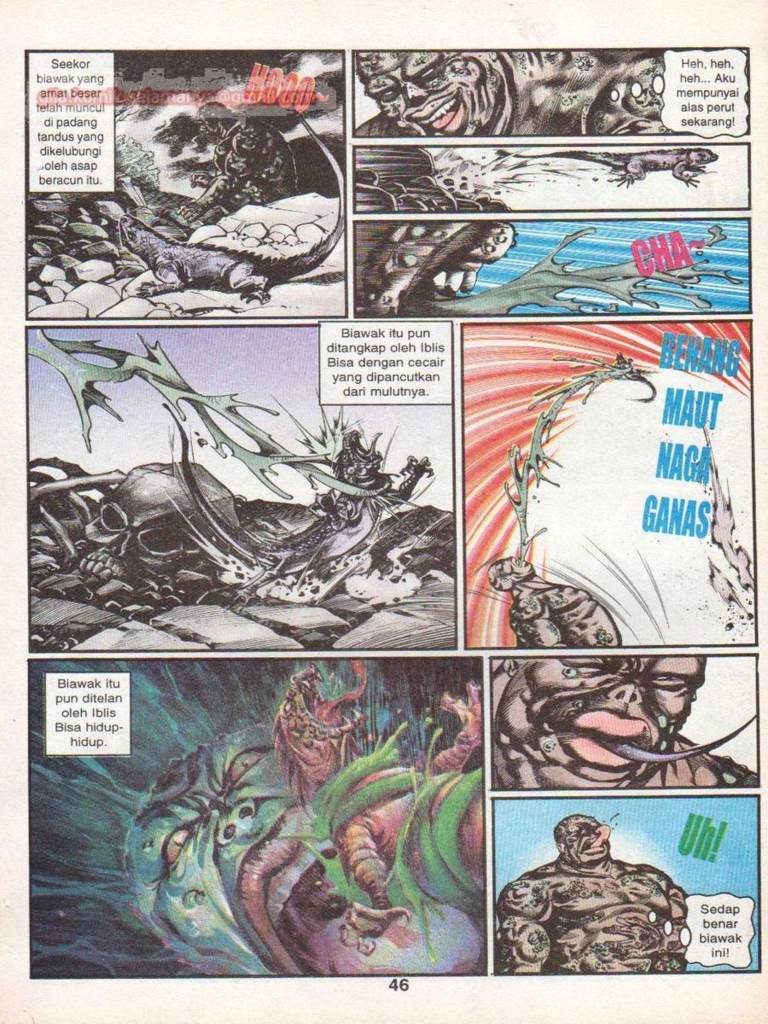 Seekor
biawak yang
amat besar
telah muncul
di padang
tandus yang
dikelubungi
oleh asap
beracun itu.
HOOO~
Heh, heh,
heh... Aku
mempunyai
alas perut
sekarang!
CHA~
Biawak itu pun
ditangkap oleh Iblis
Bisa dengan cecair
yang dipancutkan
dari mulutnya.
BENANG
MAUT
NAGA
GANAS
Biawak itu
pun ditelan
oleh Iblis
Bisa hidup-
hidup.
Uh!
Sedap
benar
biawak
ini!
46